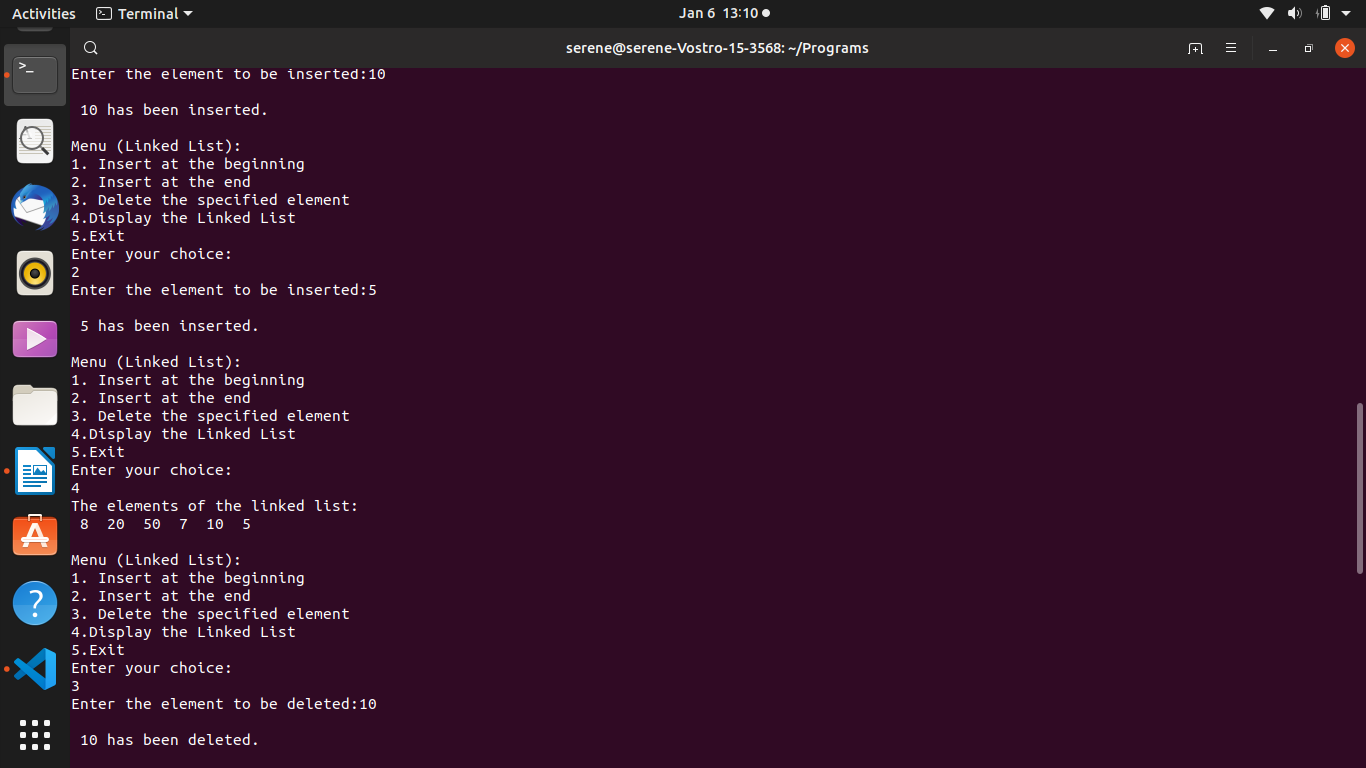 Activities Terminal Jan 6 13:10
serene@serene-Vostro-15-3568: ~/Programs
Enter the element to be inserted:10
10 has been inserted.
Menu (Linked List):
1. Insert at the beginning
2. Insert at the end
3. Delete the specified element
4.Display the Linked List
5.Exit
Enter your choice:
2
Enter the element to be inserted:5
5 has been inserted.
Menu (Linked List):
1. Insert at the beginning
2. Insert at the end
3. Delete the specified element
4.Display the Linked List
5.Exit
Enter your choice:
4
The elements of the linked list:
8  20  50  7  10  5
Menu (Linked List):
1. Insert at the beginning
2. Insert at the end
3. Delete the specified element
4.Display the Linked List
5.Exit
Enter your choice:
3
Enter the element to be deleted:10
10 has been deleted.